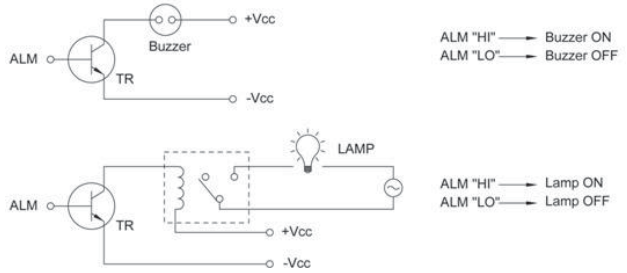 +Vcc
Buzzer
ALM
TR
-Vcc
ALM "HI" Buzzer ON
ALM "LO" Buzzer OFF
LAMP
ALM
TR
+Vcc
-Vcc
ALM "HI" Lamp ON
ALM "LO" Lamp OFF